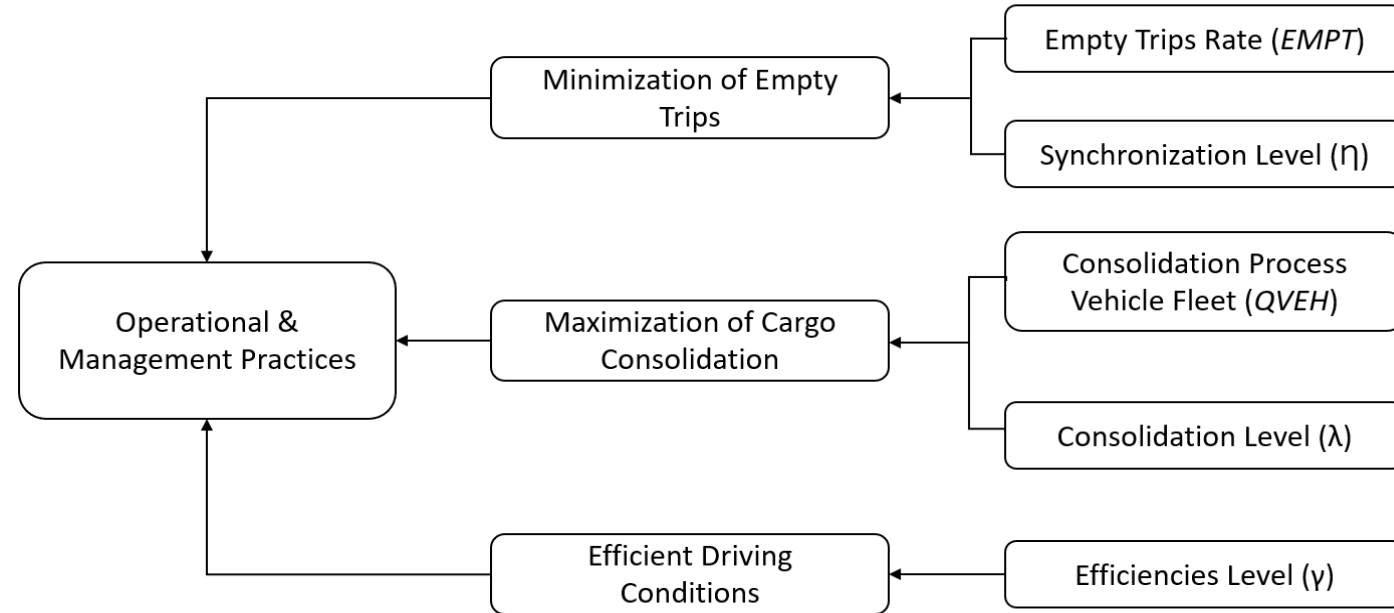 Empty Trips Rate (EMPT)
Minimization of Empty
Trips
Synchronization Level (Ƞ)
Consolidation Process
Vehicle Fleet (QVEH)
Operational &
Management Practices
Maximization of Cargo
Consolidation
Consolidation Level (λ)
Efficient Driving
Conditions
Efficiencies Level (γ)